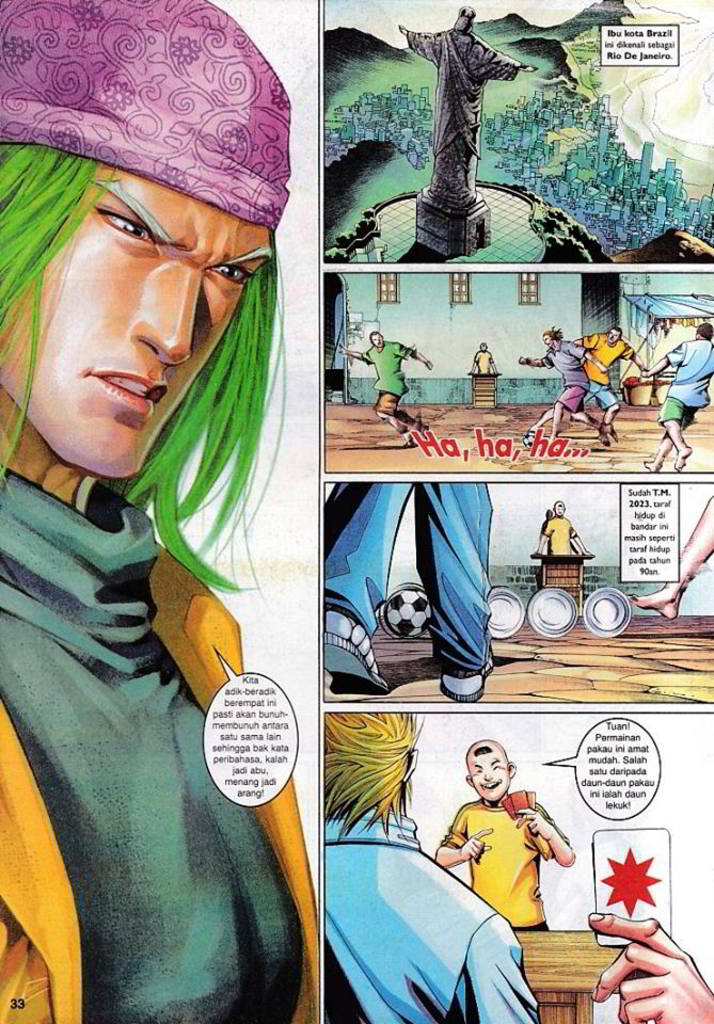 Kita
adik-beradik
berempat ini
pasti akan bunuh-
membunuh antara
satu sama lain
sehingga bak kata
peribahasa, kalah
jadi abu,
menang jadi
arang!
33
Ibu kota Brazil
ini dikenali sebagai
Rio De Janeiro.
Ha, ha, ha...
Sudah T.M.
2023, taraf
hidup di
bandar ini
masih seperti
taraf hidup
pada tahun
90an.
Tuan!
Permainan
pakau ini amat
mudah. Salah
satu daripada
daun-daun pakau
ini ialah daun
lekuk!